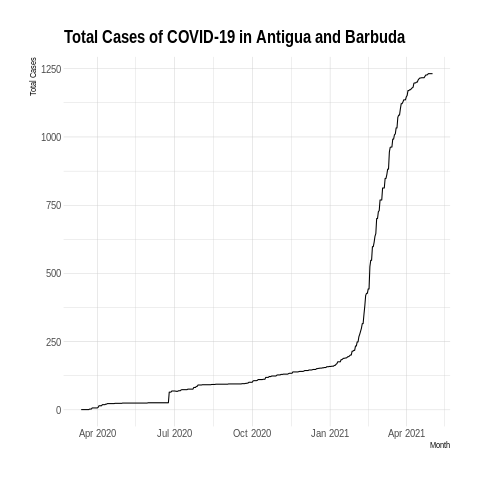 Total Cases of COVID-19 in Antigua and Barbuda
Total Cases
1250
1000
750
500
250
0
Apr 2020 Jul 2020 Oct 2020 Jan 2021 Apr 2021
Month